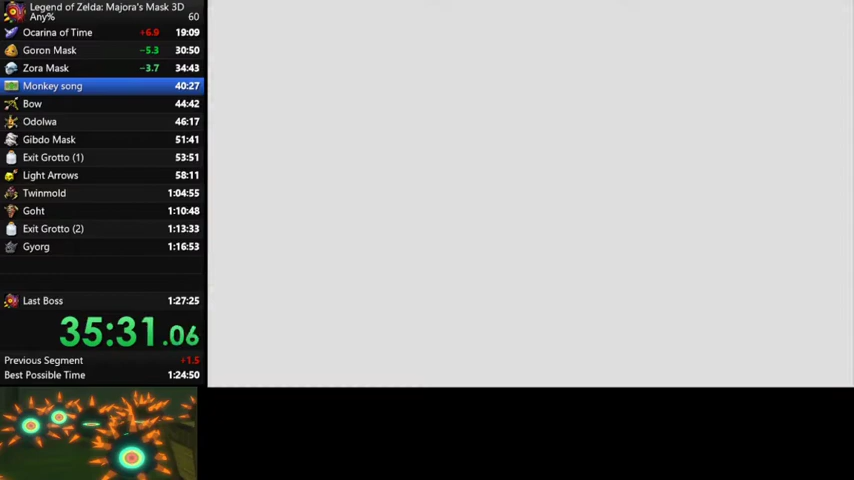 Legend of Zelda: Majora's Mask 3D
Any% 60
Ocarina of Time +6.9 19:09
Goron Mask −5.3 30:50
Zora Mask −3.7 34:43
Monkey song 40:27
Bow 44:42
Odolwa 46:17
Gibdo Mask 51:41
Exit Grotto (1) 53:51
Light Arrows 58:11
Twinmold 1:04:55
Goht 1:10:48
Exit Grotto (2) 1:13:33
Gyorg 1:16:53
Last Boss 1:27:25
35:31.06
Previous Segment +1.5
Best Possible Time 1:24:50